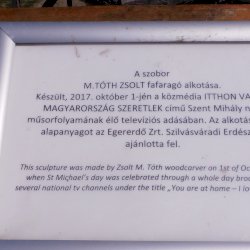 A szobor
M.TÓTH ZSOLT fafaragó alkotása.
Készült, 2017. október 1-jén a közmédia ITTHON VA
MAGYARORSZÁG SZERETLEK című Szent Mihály n
műsorfolyamának élő televíziós adásában. Az alkotás
alapanyagot az Egererdő Zrt. Szilvásváradi Erdész
ajánlotta fel.
This sculpture was made by Zsolt M. Tóth woodcarver on 1st of Oc
when St Michael's day was celebrated through a whole day broa
several national tv channels under the title „You are at home – I lo